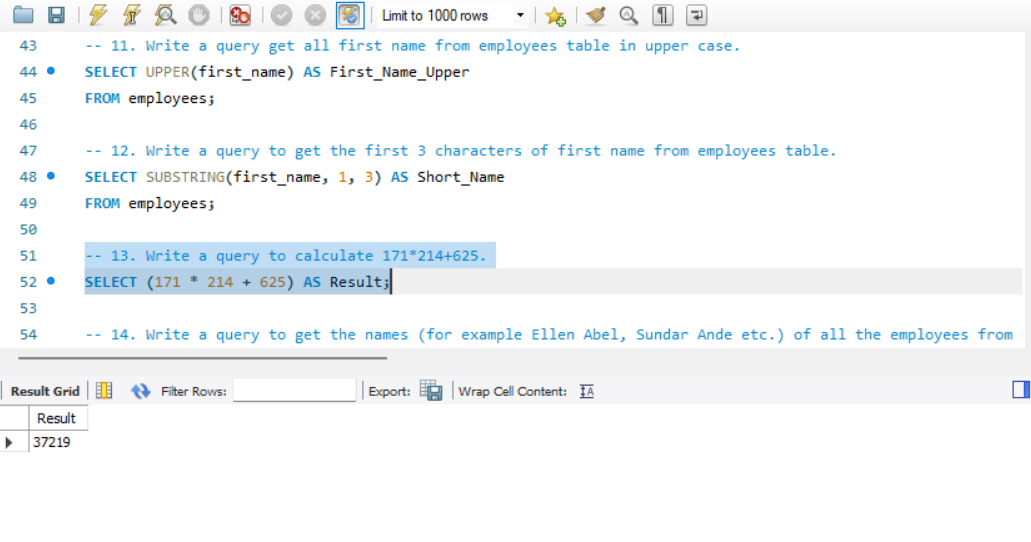 Limit to 1000 rows
43 -- 11. Write a query get all first name from employees table in upper case.
44 SELECT UPPER(first_name) AS First_Name_Upper
45 FROM employees;
46
47 -- 12. Write a query to get the first 3 characters of first name from employees table.
48 SELECT SUBSTRING(first_name, 1, 3) AS Short_Name
49 FROM employees;
50
51 -- 13. Write a query to calculate 171*214+625.
52 SELECT (171 * 214 + 625) AS Result;
53
54 -- 14. Write a query to get the names (for example Ellen Abel, Sundar Ande etc.) of all the employees from
Result Grid Filter Rows: Export: Wrap Cell Content: IA
Result
37219